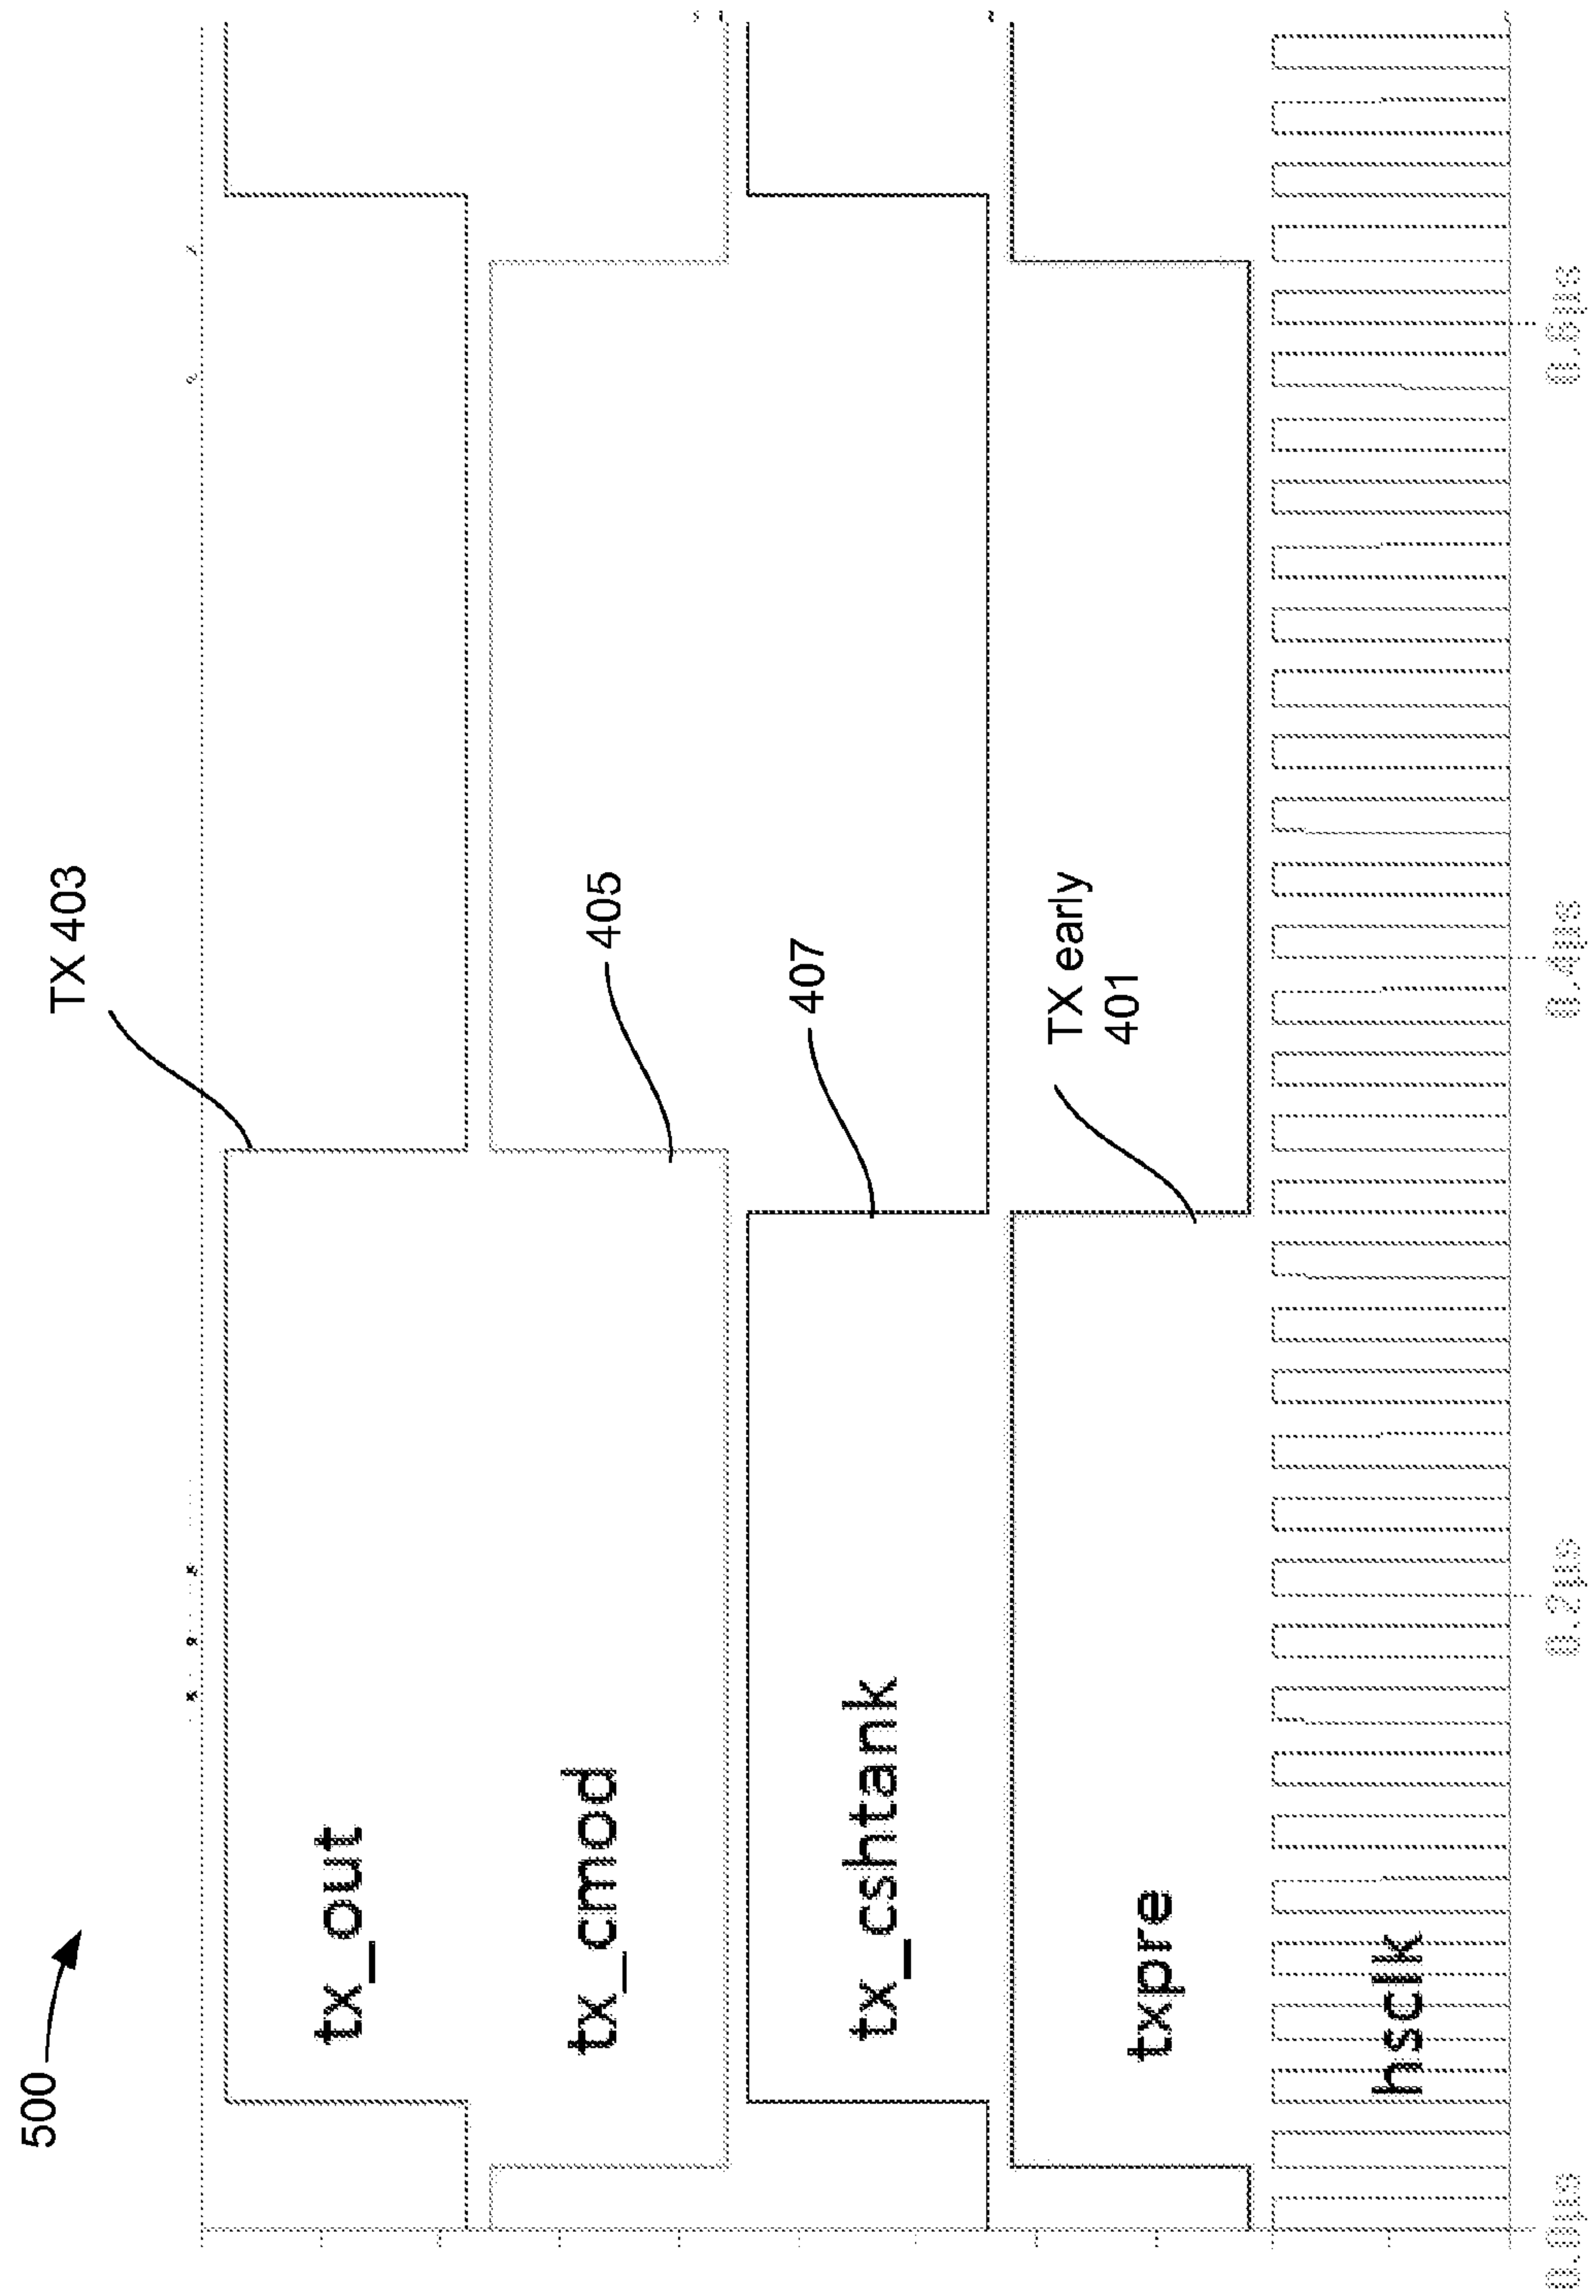 500
TX 403
tx_out
405
tx_cmod
407
tx_cshtank
TX early
401
txpre
hsclk
0.0µs
0.2µs
0.4µs
0.6µs